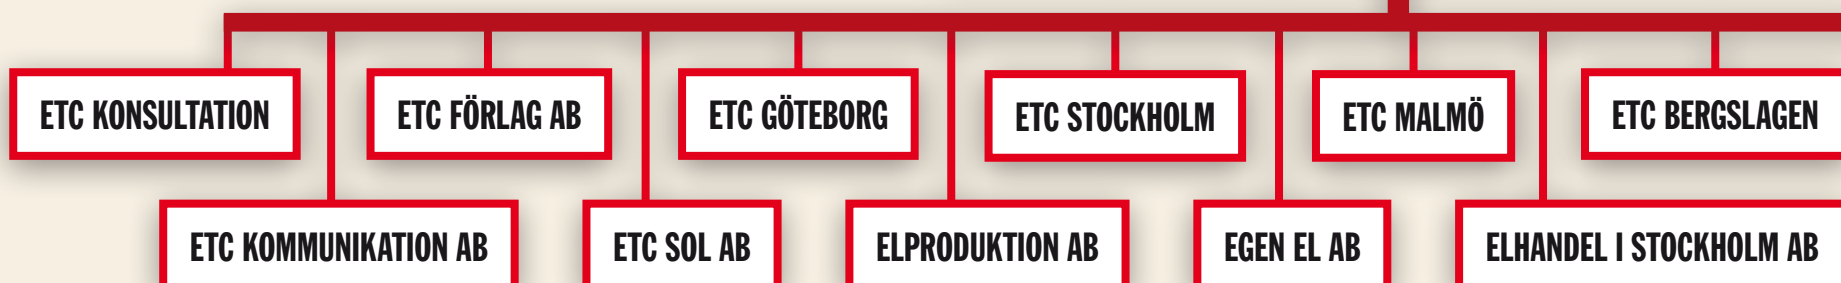 ETC KONSULTATION
ETC FÖRLAG AB
ETC GÖTEBORG
ETC STOCKHOLM
ETC MALMÖ
ETC BERGSLAGEN
ETC KOMMUNIKATION AB
ETC SOL AB
ELPRODUKTION AB
EGEN EL AB
ELHANDEL I STOCKHOLM AB